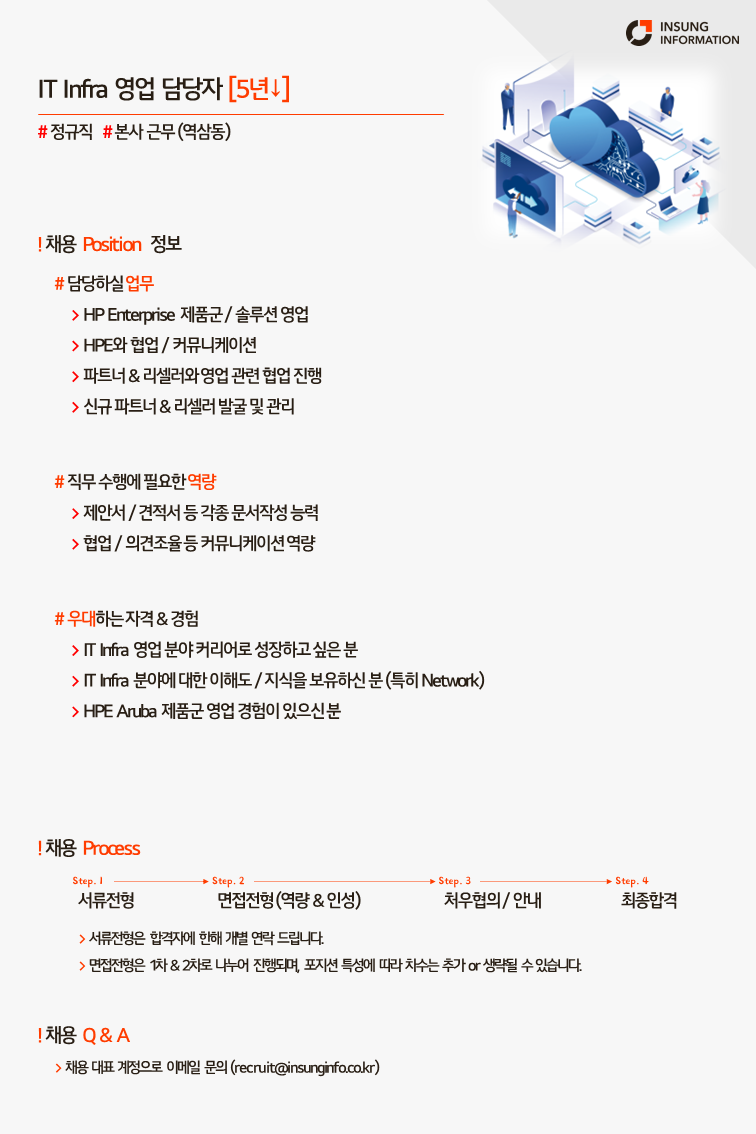 INSUNG
INFORMATION
IT Infra 영업 담당자 [5년↓]
# 정규직 # 본사 근무 (역삼동)
! 채용 Position 정보
# 담당하실 업무
> HP Enterprise 제품군 / 솔루션 영업
> HPE와 협업 / 커뮤니케이션
> 파트너 & 리셀러와 영업 관련 협업 진행
> 신규 파트너 & 리셀러 발굴 및 관리
# 직무 수행에 필요한 역량
> 제안서 / 견적서 등 각종 문서작성 능력
> 협업 / 의견조율 등 커뮤니케이션 역량
# 우대하는 자격 & 경험
> IT Infra 영업 분야 커리어로 성장하고 싶은 분
> IT Infra 분야에 대한 이해도 / 지식을 보유하신 분 (특히 Network)
> HPE Aruba 제품군 영업 경험이 있으신 분
! 채용 Process
Step. 1 Step. 2 Step. 3 Step. 4
서류전형 면접전형 (역량 & 인성) 처우협의 / 안내 최종합격
> 서류전형은 합격자에 한해 개별 연락 드립니다.
> 면접전형은 1차 & 2차로 나누어 진행되며, 포지션 특성에 따라 차수는 추가 or 생략될 수 있습니다.
! 채용 Q & A
> 채용 대표 계정으로 이메일 문의 (recruit@insunginfo.co.kr)